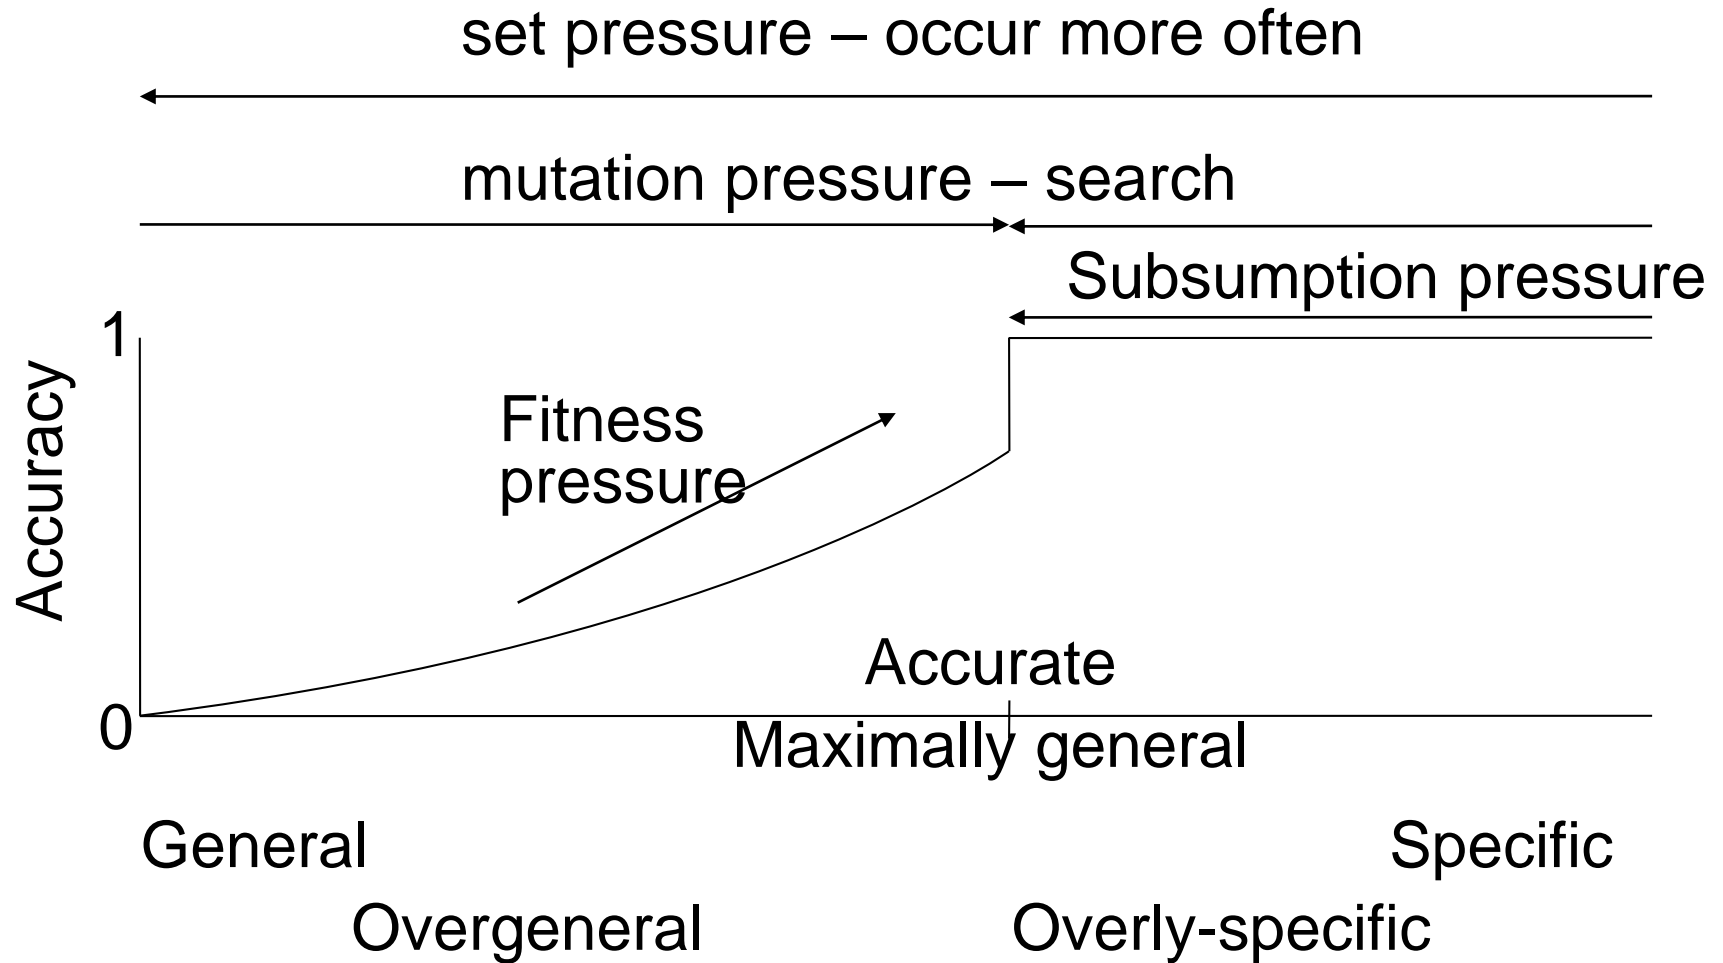 set pressure – occur more often
mutation pressure – search
Subsumption pressure
1
Accuracy
Fitness
pressure
Accurate
0
Maximally general
General
Specific
Overgeneral
Overly-specific